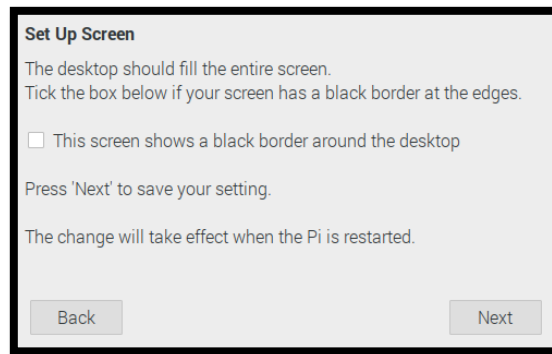 Set Up Screen
The desktop should fill the entire screen.
Tick the box below if your screen has a black border at the edges.
This screen shows a black border around the desktop
Press 'Next' to save your setting.
The change will take effect when the Pi is restarted.
Back
Next